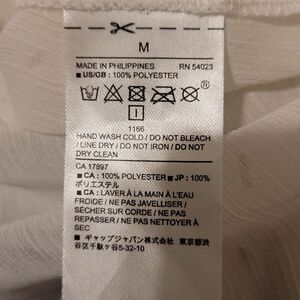 M
MADE IN PHILIPPINES RN 54023
■ US/GB : 100% POLYESTER
I
1156
HAND WASH COLD / DO NOT BLEACH
/ LINE DRY / DO NOT IRON / DO NOT
DRY CLEAN
CA 17897
■ CA : 100% POLYESTER ■ JP : 100%
ポリエステル
■ CA : LAVER À LA MAIN À L'EAU
FROIDE / NE PAS JAVELLISER /
SÉCHER SUR CORDE / NE PAS
REPASSER / NE PAS NETTOYER À
SEC
■ ギャップジャパン株式会社 東京都渋
谷区千駄ケ谷5-32-10